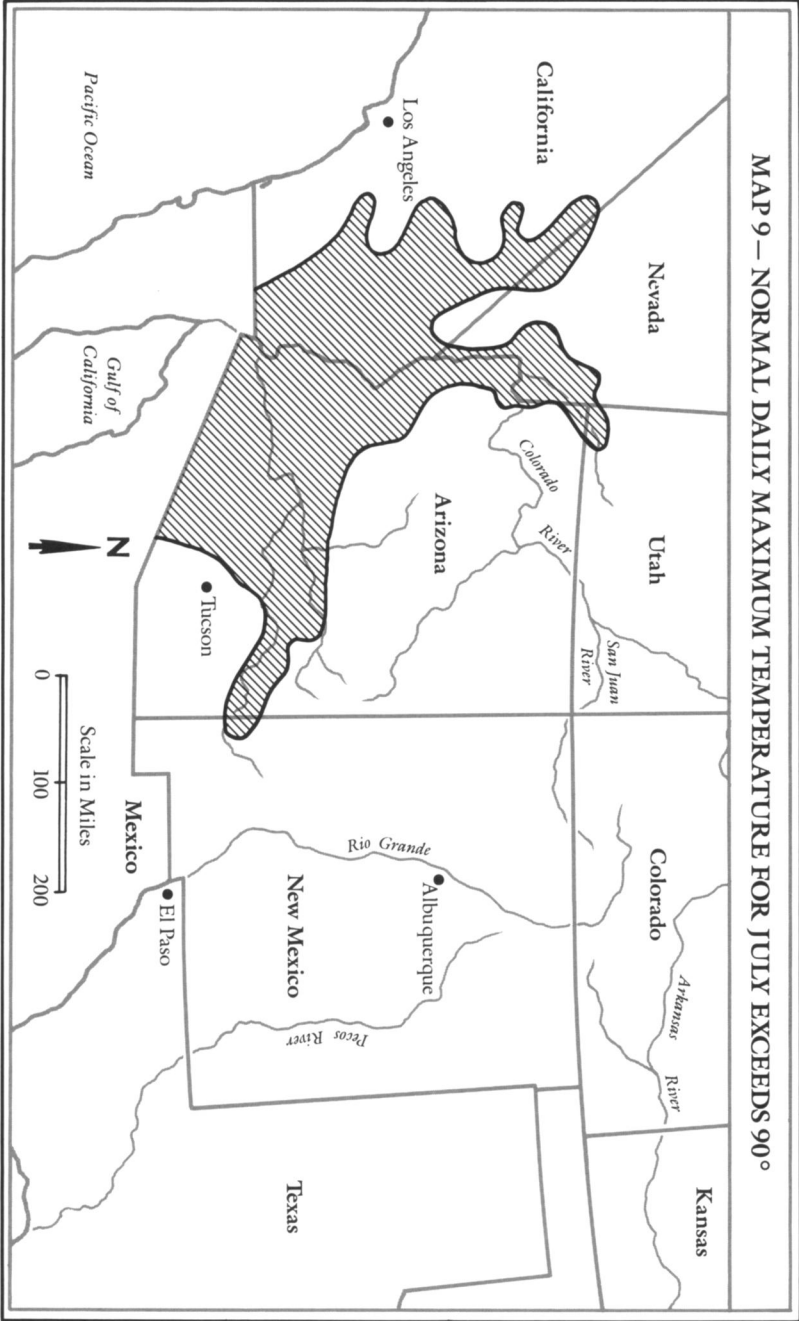 MAP 9 — NORMAL DAILY MAXIMUM TEMPERATURE FOR JULY EXCEEDS 90°
California
Nevada
Utah
Colorado
Kansas
Los Angeles
Pacific Ocean
Gulf of
California
Colorado
River
San Juan
River
Arkansas
River
Arizona
Tucson
N
Rio Grande
Albuquerque
New Mexico
Pecos River
Texas
El Paso
Mexico
Scale in Miles
0 100 200